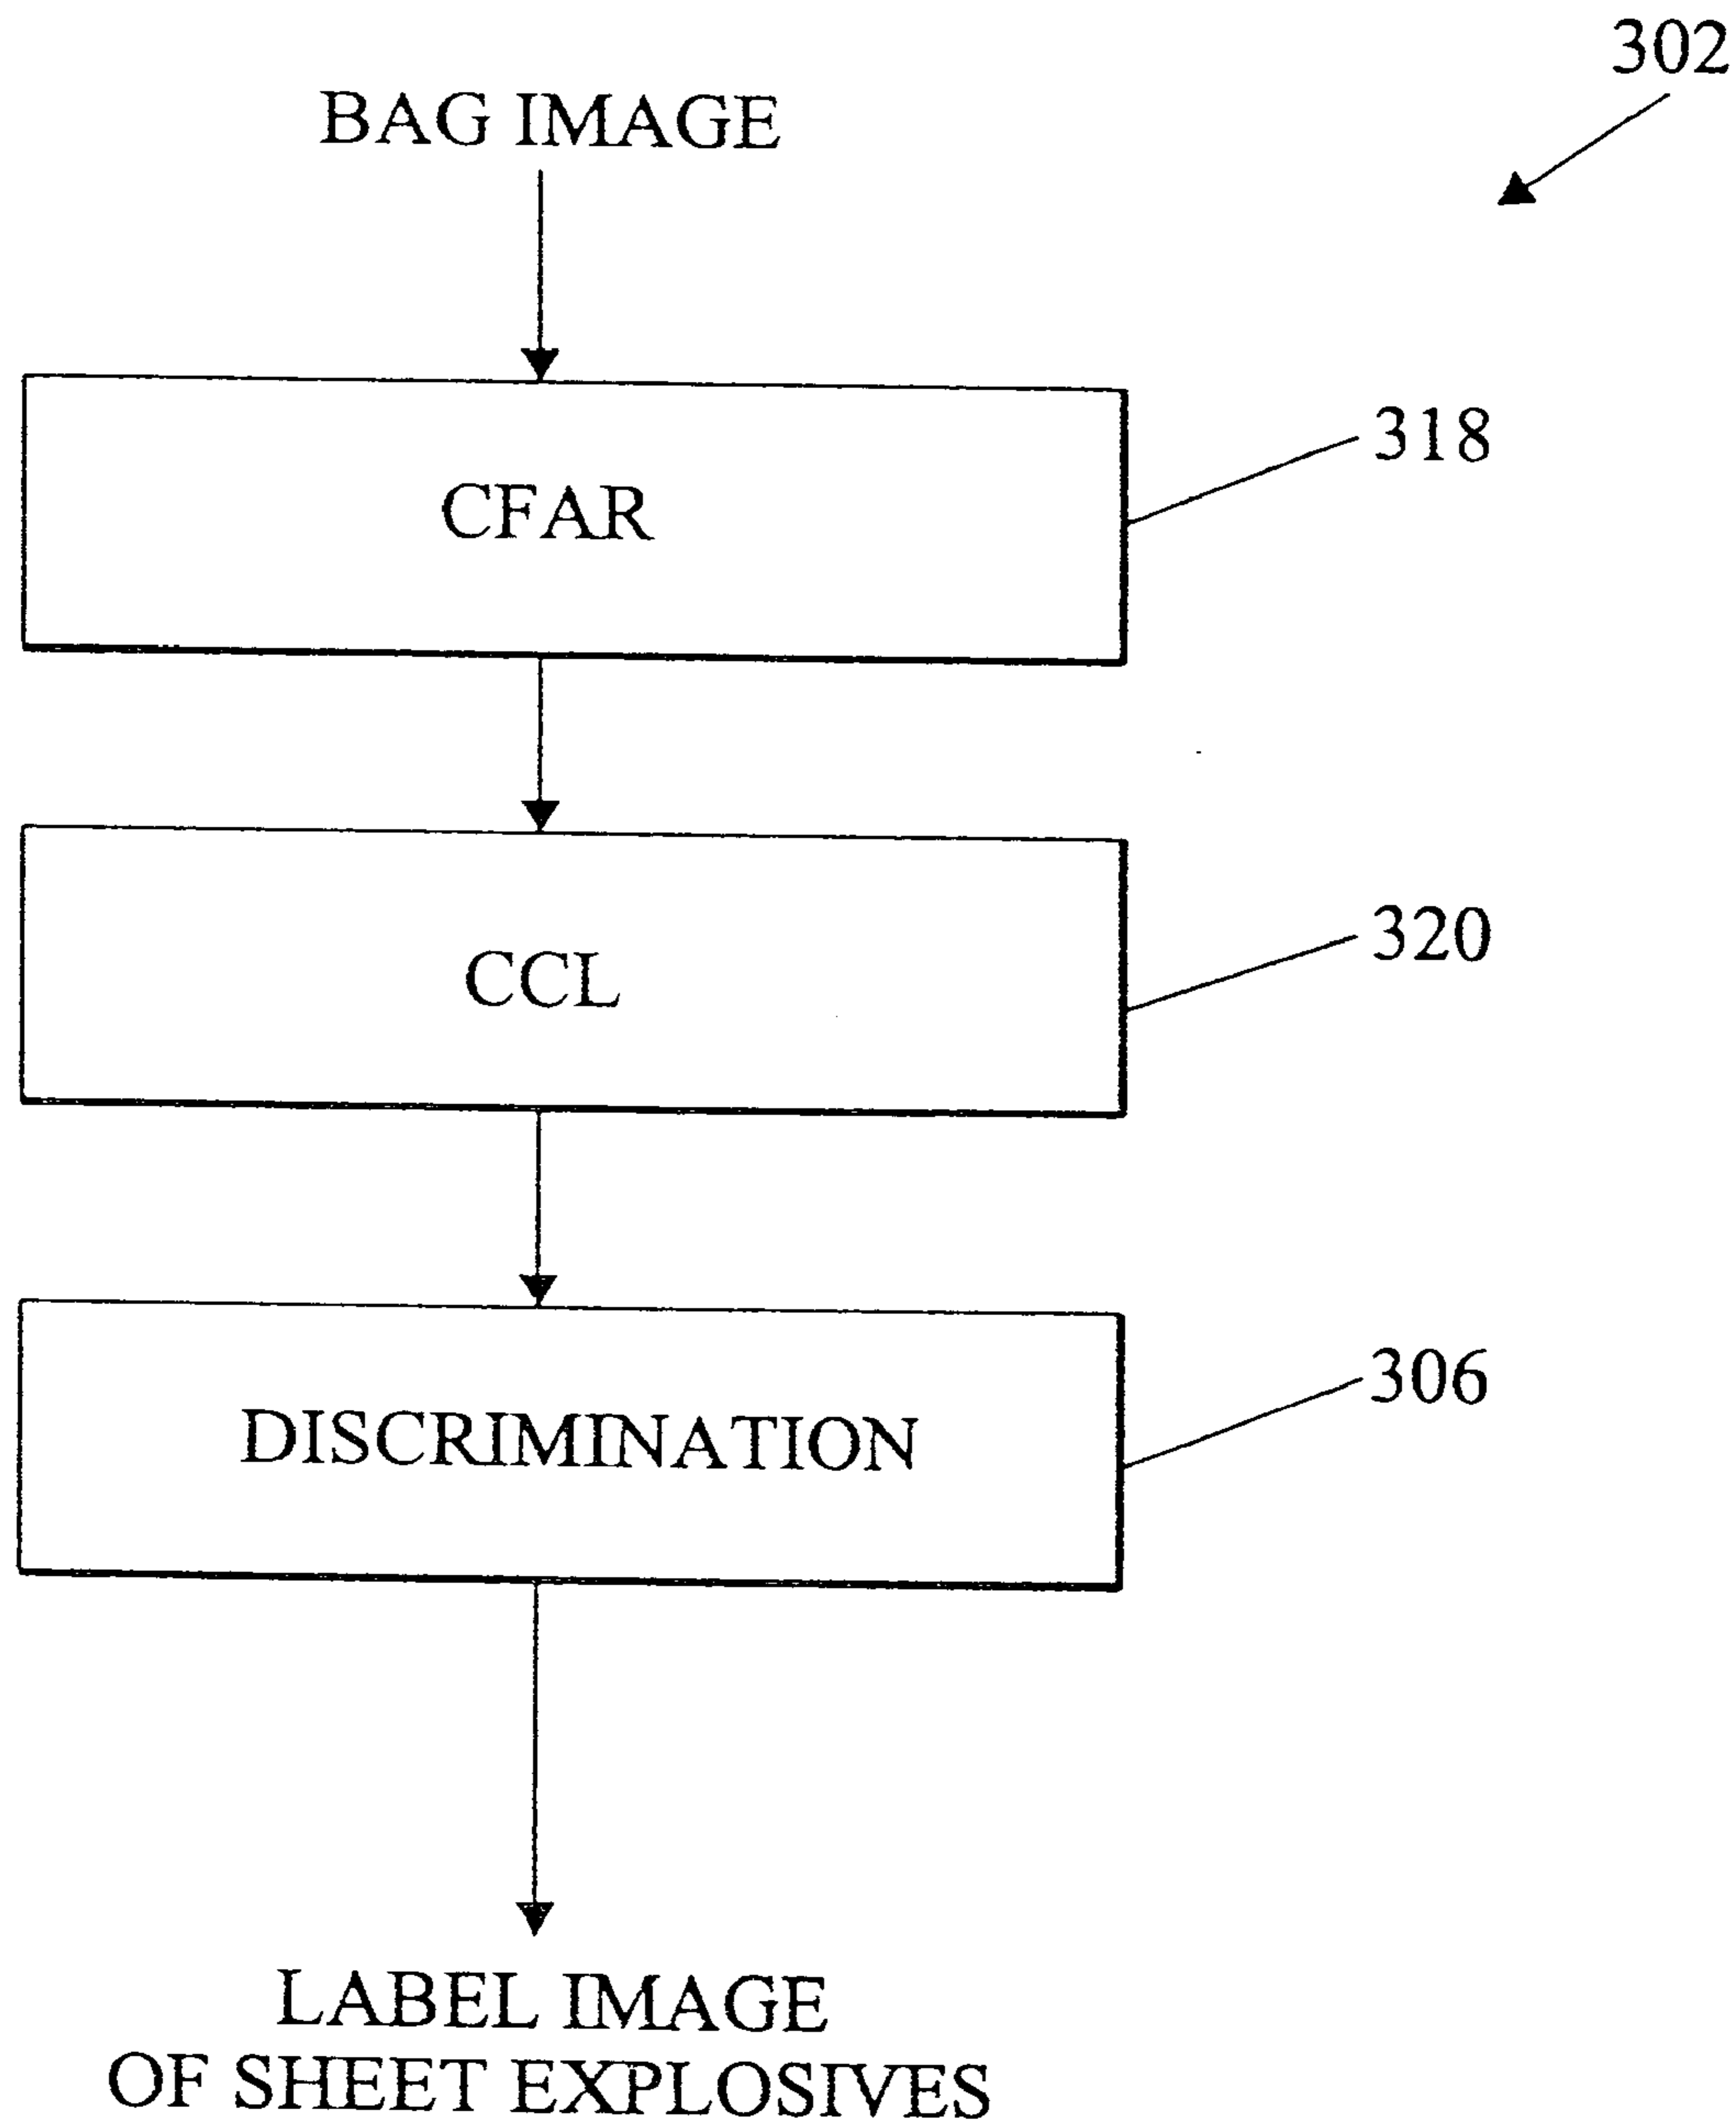 302
BAG IMAGE
CFAR
318
CCL
320
DISCRIMINATION
306
LABEL IMAGE
OF SHEET EXPLOSIVES